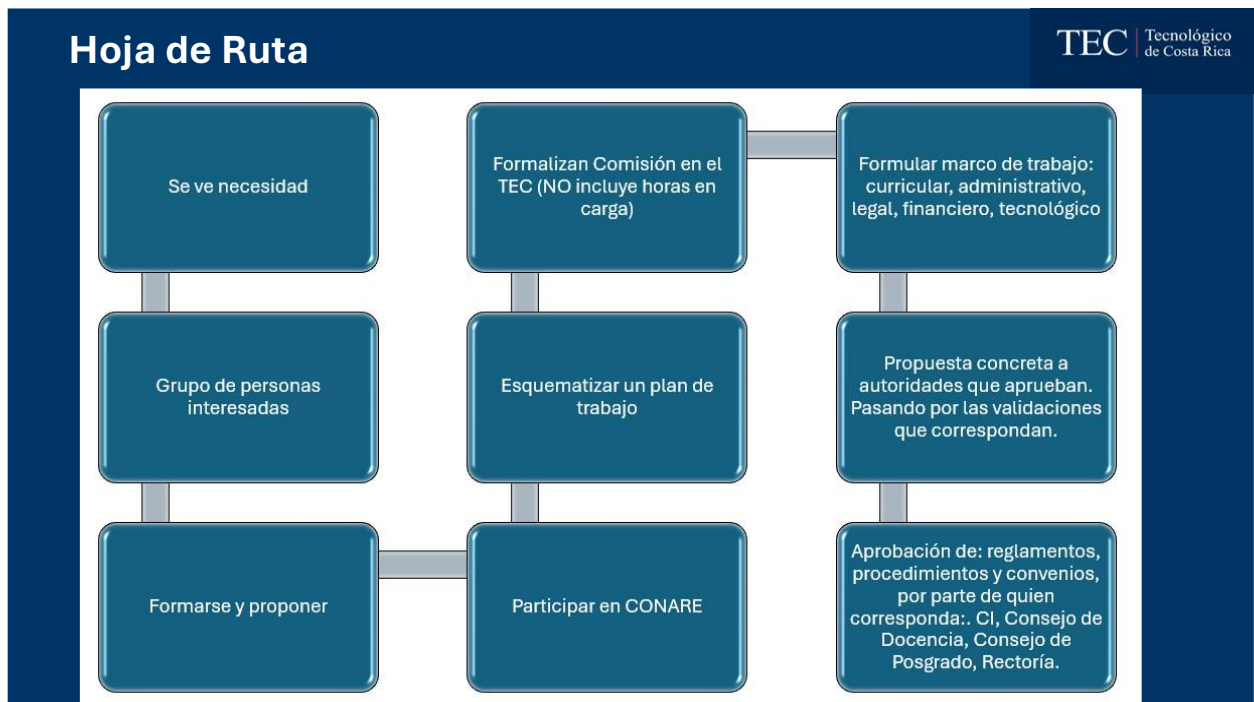 Hoja de Ruta
TEC
Tecnológico
de Costa Rica
Se ve necesidad
Grupo de personas
interesadas
Formarse y proponer
Participar en CONARE
Esquematizar un plan de
trabajo
Formalizan Comisión en el
TEC (NO incluye horas en
carga)
Formular marco de trabajo:
curricular, administrativo,
legal, financiero, tecnológico
Propuesta concreta a
autoridades que aprueban.
Pasando por las validaciones
que correspondan.
Aprobación de: reglamentos,
procedimientos y convenios,
por parte de quien
corresponda:. CI, Consejo de
Docencia, Consejo de
Posgrado, Rectoría.